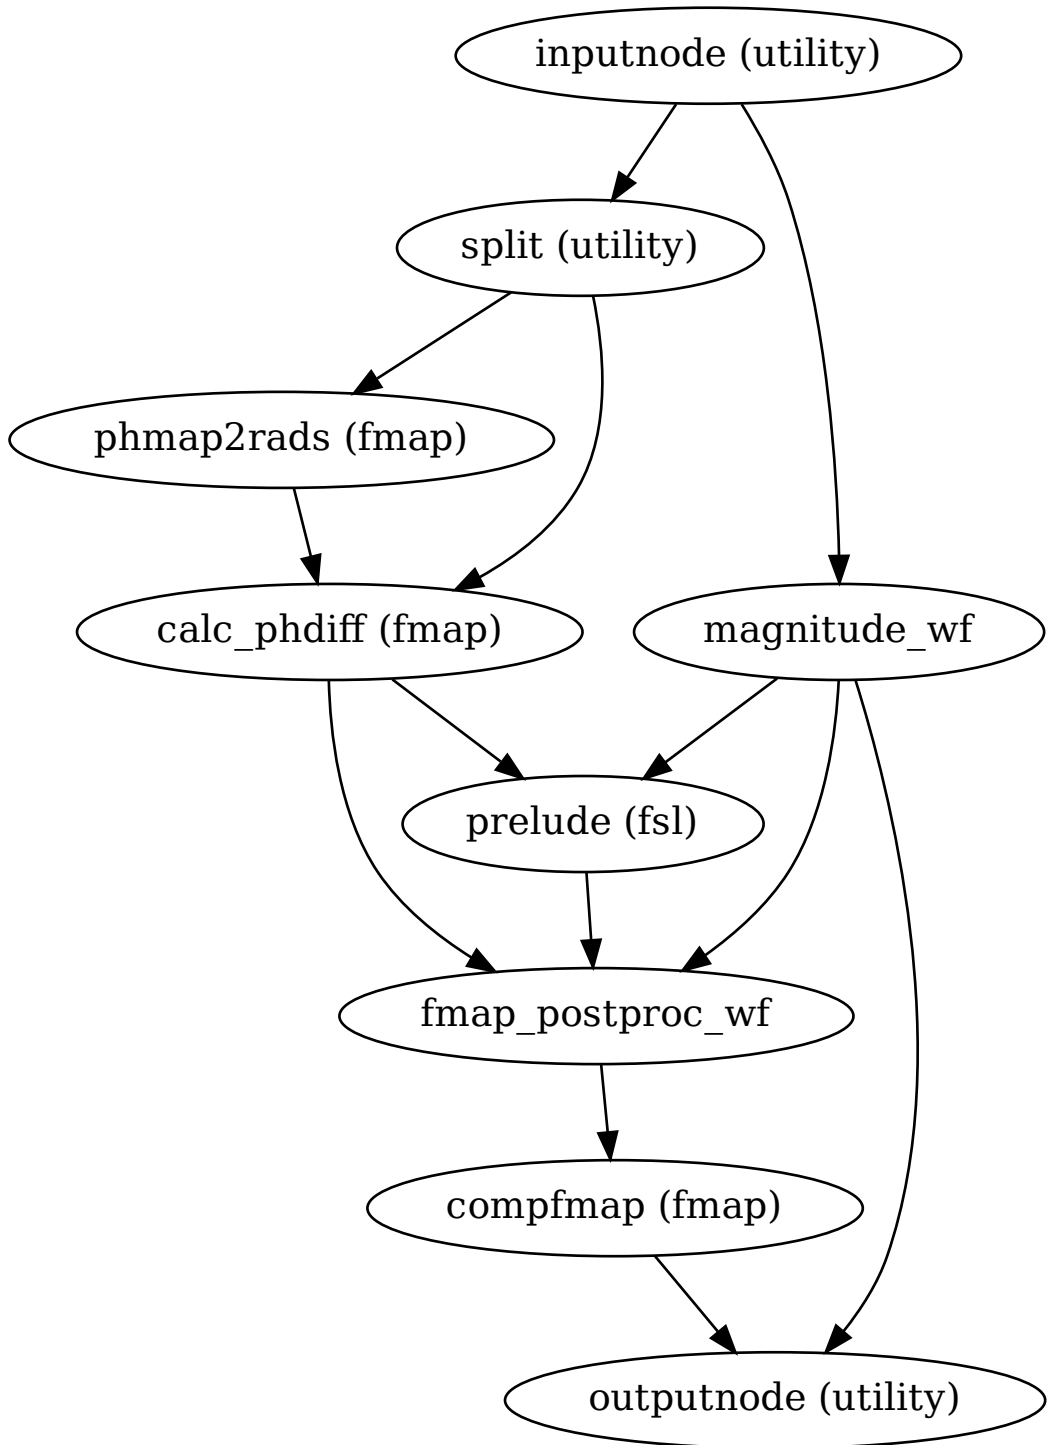 inputnode (utility)
split (utility)
phmap2rads (fmap)
calc_phdiff (fmap)
magnitude_wf
prelude (fsl)
fmap_postproc_wf
compfmap (fmap)
outputnode (utility)